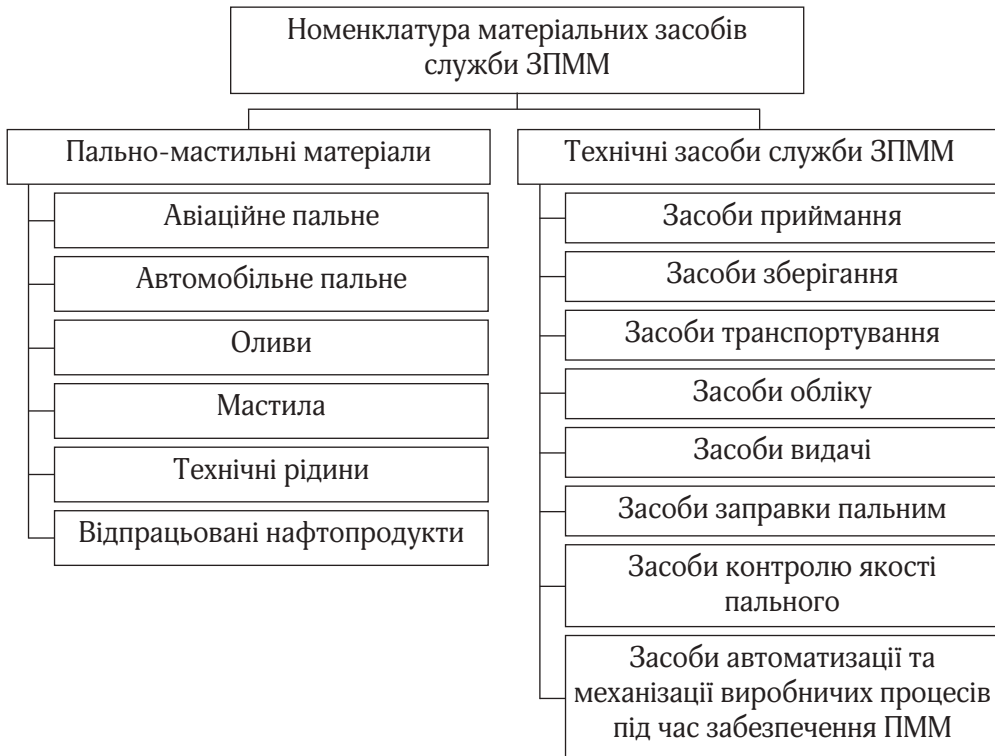 Номенклатура матеріальних засобів
служби ЗПММ
Пально-мастильні матеріали
Авіаційне пальне
Автомобільне пальне
Оливи
Мастила
Технічні рідини
Відпрацьовані нафтопродукти
Технічні засоби служби ЗПММ
Засоби приймання
Засоби зберігання
Засоби транспортування
Засоби обліку
Засоби видачі
Засоби заправки пальним
Засоби контролю якості
пального
Засоби автоматизації та
механізації виробничих процесів
під час забезпечення ПММ